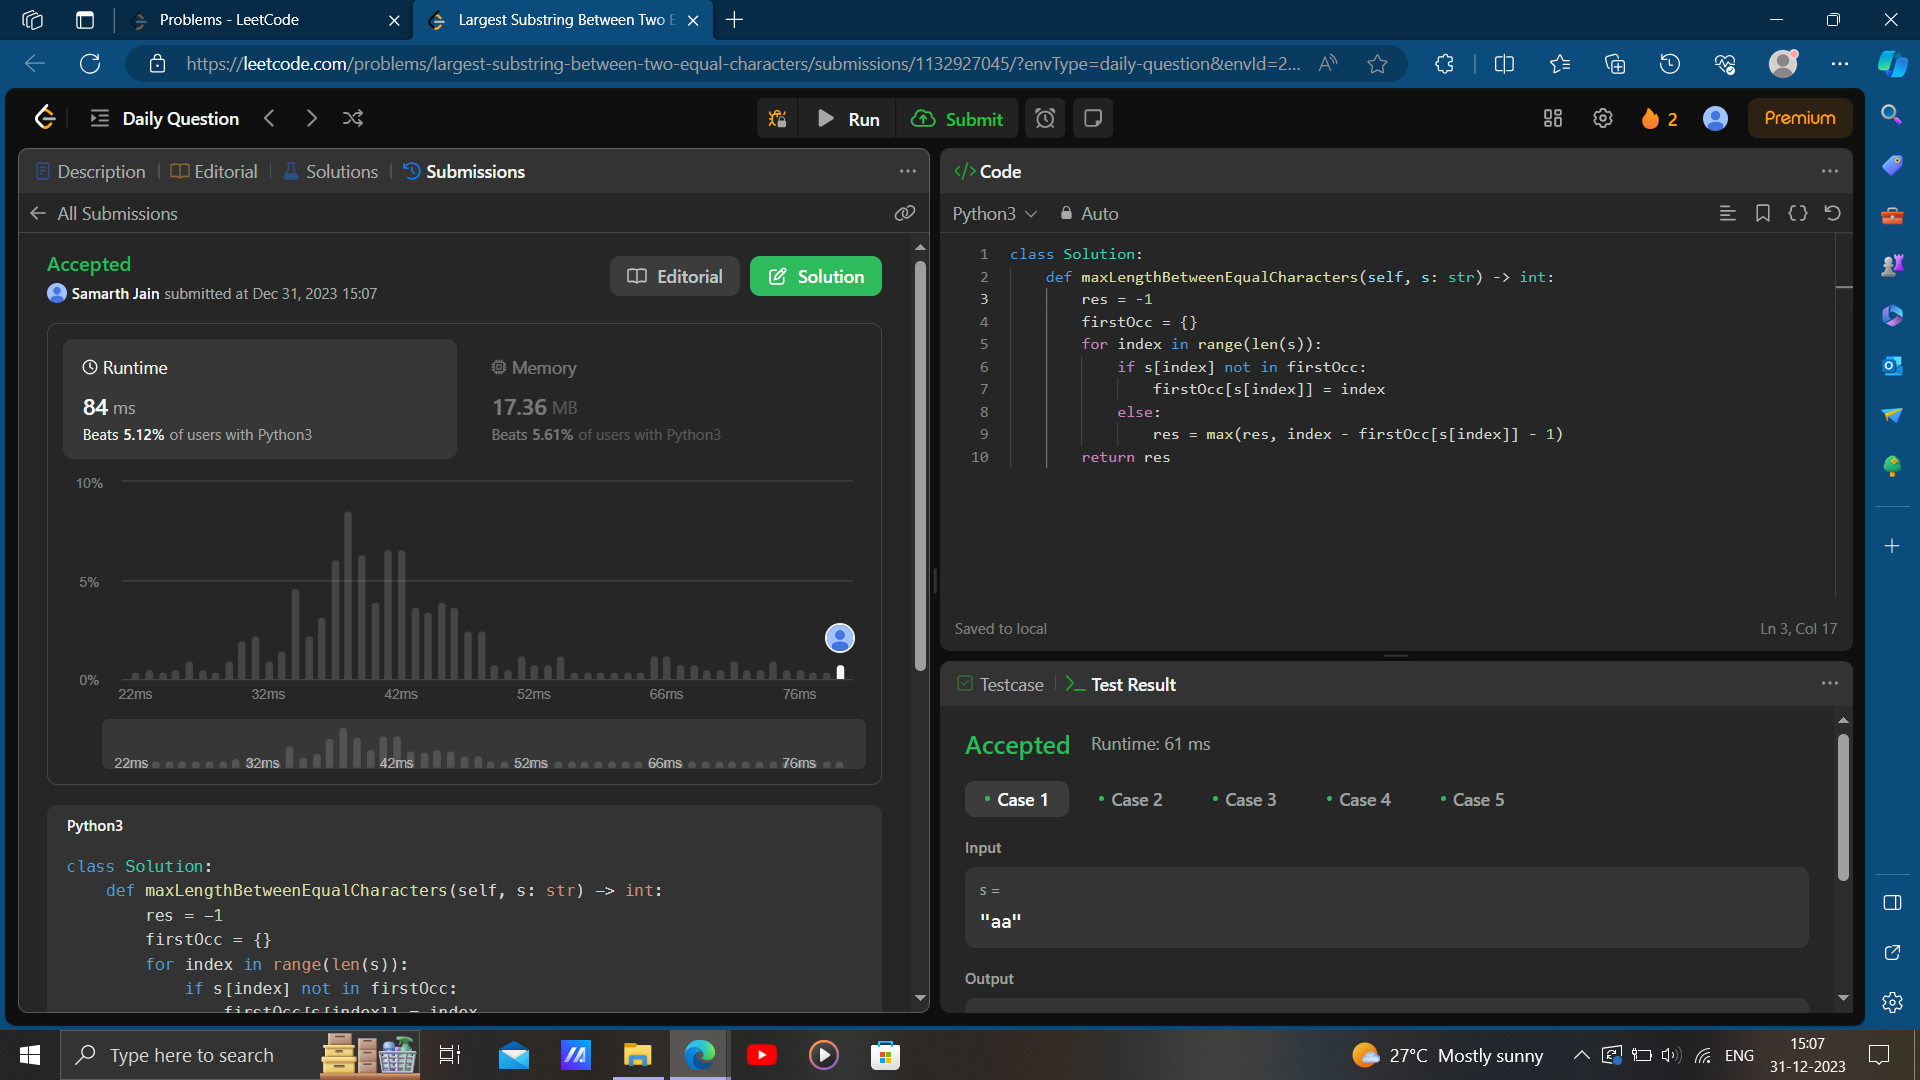 Problems - LeetCode
Largest Substring Between Two E
https://leetcode.com/problems/largest-substring-between-two-equal-characters/submissions/1132927045/?envType=daily-question&envId=2...
Daily Question
Run
Submit
2
Premium
Description
Editorial
Solutions
Submissions
All Submissions
Accepted
Samarth Jain submitted at Dec 31, 2023 15:07
Editorial
Solution
Runtime
84 ms
Beats 5.12% of users with Python3
Memory
17.36 MB
Beats 5.61% of users with Python3
10%
5%
0%
22ms 32ms 42ms 52ms 66ms 76ms
22ms 32ms 42ms 52ms 66ms 76ms
Python3
class Solution:
    def maxLengthBetweenEqualCharacters(self, s: str) -> int:
        res = -1
        firstOcc = {}
        for index in range(len(s)):
            if s[index] not in firstOcc:
                firstOcc[s[index]] = index
</> Code
Python3
Auto
1 class Solution:
2     def maxLengthBetweenEqualCharacters(self, s: str) -> int:
3         res = -1
4         firstOcc = {}
5         for index in range(len(s)):
6             if s[index] not in firstOcc:
7                 firstOcc[s[index]] = index
8             else:
9                 res = max(res, index - firstOcc[s[index]] - 1)
10         return res
Saved to local
Ln 3, Col 17
Testcase
Test Result
Accepted
Runtime: 61 ms
Case 1
Case 2
Case 3
Case 4
Case 5
Input
s =
"aa"
Output
Type here to search
27°C Mostly sunny
ENG
15:07
31-12-2023